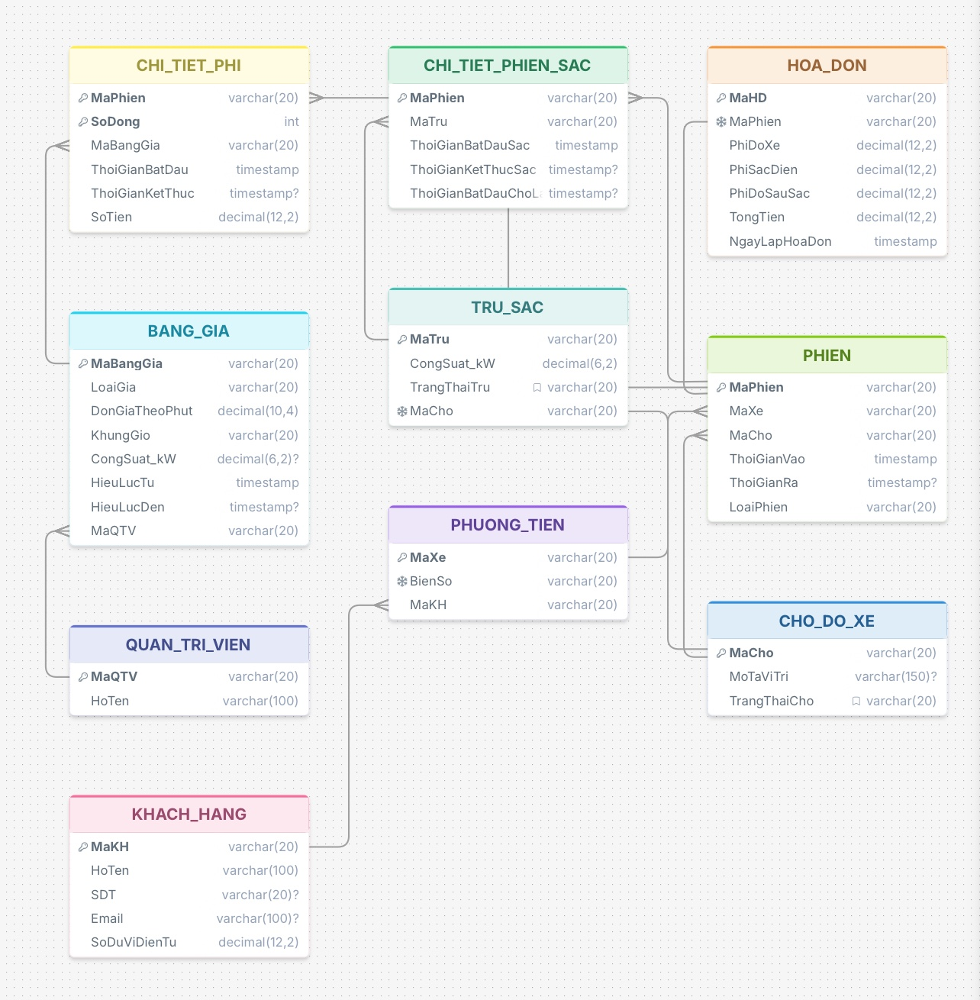 CHI_TIET_PHI
MaPhien varchar(20)
SoDong int
MaBangGia varchar(20)
ThoiGianBatDau timestamp
ThoiGianKetThuc timestamp?
SoTien decimal(12,2)
CHI_TIET_PHIEN_SAC
MaPhien varchar(20)
MaTru varchar(20)
ThoiGianBatDauSac timestamp
ThoiGianKetThucSac timestamp?
ThoiGianBatDauChoL timestamp?
HOA_DON
MaHD varchar(20)
MaPhien varchar(20)
PhiDoXe decimal(12,2)
PhiSacDien decimal(12,2)
PhiDoSauSac decimal(12,2)
TongTien decimal(12,2)
NgayLapHoaDon timestamp
TRU_SAC
MaTru varchar(20)
CongSuat_kW decimal(6,2)
TrangThaiTru varchar(20)
MaCho varchar(20)
BANG_GIA
MaBangGia varchar(20)
LoaiGia varchar(20)
DonGiaTheoPhut decimal(10,4)
KhungGio varchar(20)
CongSuat_kW decimal(6,2)?
HieuLucTu timestamp
HieuLucDen timestamp?
MaQTV varchar(20)
PHIEN
MaPhien varchar(20)
MaXe varchar(20)
MaCho varchar(20)
ThoiGianVao timestamp
ThoiGianRa timestamp?
LoaiPhien varchar(20)
PHUONG_TIEN
MaXe varchar(20)
BienSo varchar(20)
MaKH varchar(20)
CHO_DO_XE
MaCho varchar(20)
MoTaViTri varchar(150)?
TrangThaiCho varchar(20)
QUAN_TRI_VIEN
MaQTV varchar(20)
HoTen varchar(100)
KHACH_HANG
MaKH varchar(20)
HoTen varchar(100)
SDT varchar(20)?
Email varchar(100)?
SoDuViDienTu decimal(12,2)